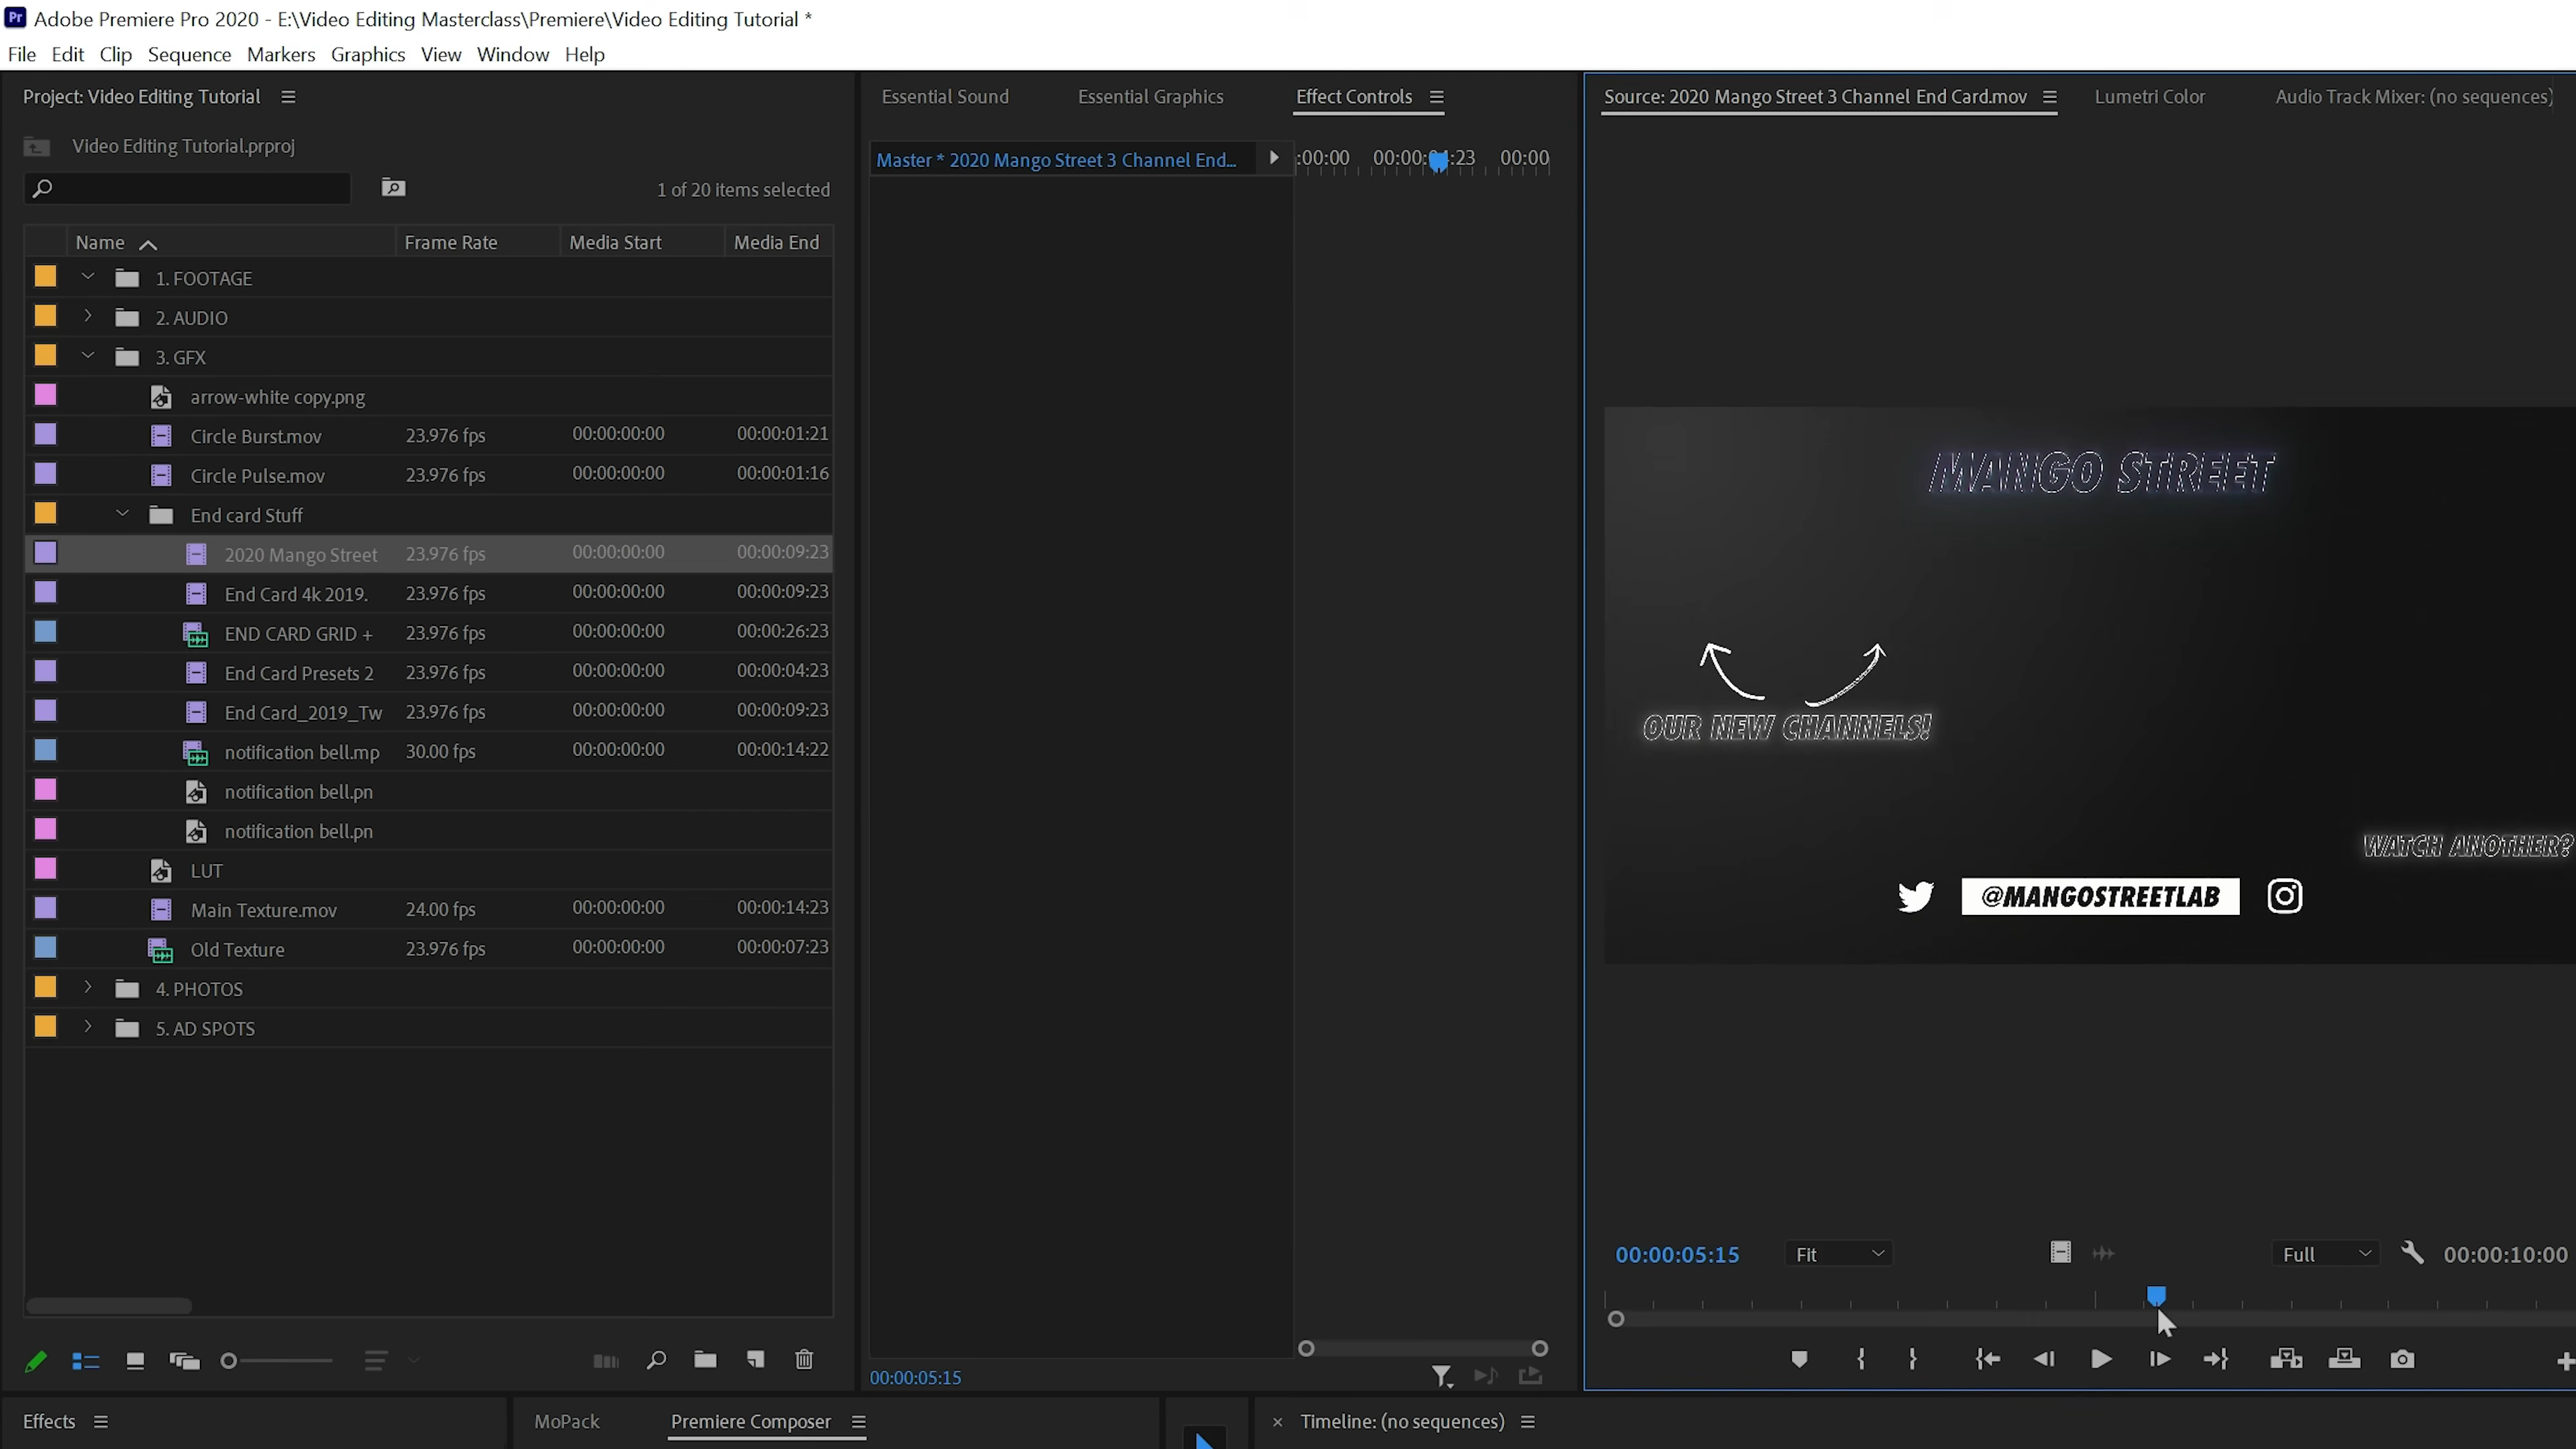 Pr Adobe Premiere Pro 2020 - E:\Video Editing Masterclass\Premiere\Video Editing Tutorial *
File Edit Clip Sequence Markers Graphics View Window Help
Project: Video Editing Tutorial
Video Editing Tutorial.prproj
1 of 20 items selected
Name Frame Rate Media Start Media End
1. FOOTAGE
2. AUDIO
3. GFX
arrow-white copy.png
Circle Burst.mov 23.976 fps 00:00:00:00 00:00:01:21
Circle Pulse.mov 23.976 fps 00:00:00:00 00:00:01:16
End card Stuff
2020 Mango Street 23.976 fps 00:00:00:00 00:00:09:23
End Card 4k 2019. 23.976 fps 00:00:00:00 00:00:09:23
END CARD GRID + 23.976 fps 00:00:00:00 00:00:26:23
End Card Presets 2 23.976 fps 00:00:00:00 00:00:04:23
End Card_2019_Tw 23.976 fps 00:00:00:00 00:00:09:23
notification bell.mp 30.00 fps 00:00:00:00 00:00:14:22
notification bell.pn
notification bell.pn
LUT
Main Texture.mov 24.00 fps 00:00:00:00 00:00:14:23
Old Texture 23.976 fps 00:00:00:00 00:00:07:23
4. PHOTOS
5. AD SPOTS
Essential Sound Essential Graphics Effect Controls
Master * 2020 Mango Street 3 Channel End... :00:00 00:00 00:00
00:00:05:15
Source: 2020 Mango Street 3 Channel End Card.mov Lumetri Color Audio Track Mixer: (no sequences)
MANGO STREET
OUR NEW CHANNELS!
WATCH ANOTHER?
@MANGOSTREETLAB
00:00:05:15 Fit Full 00:00:10:00
Effects MoPack Premiere Composer × Timeline: (no sequences)